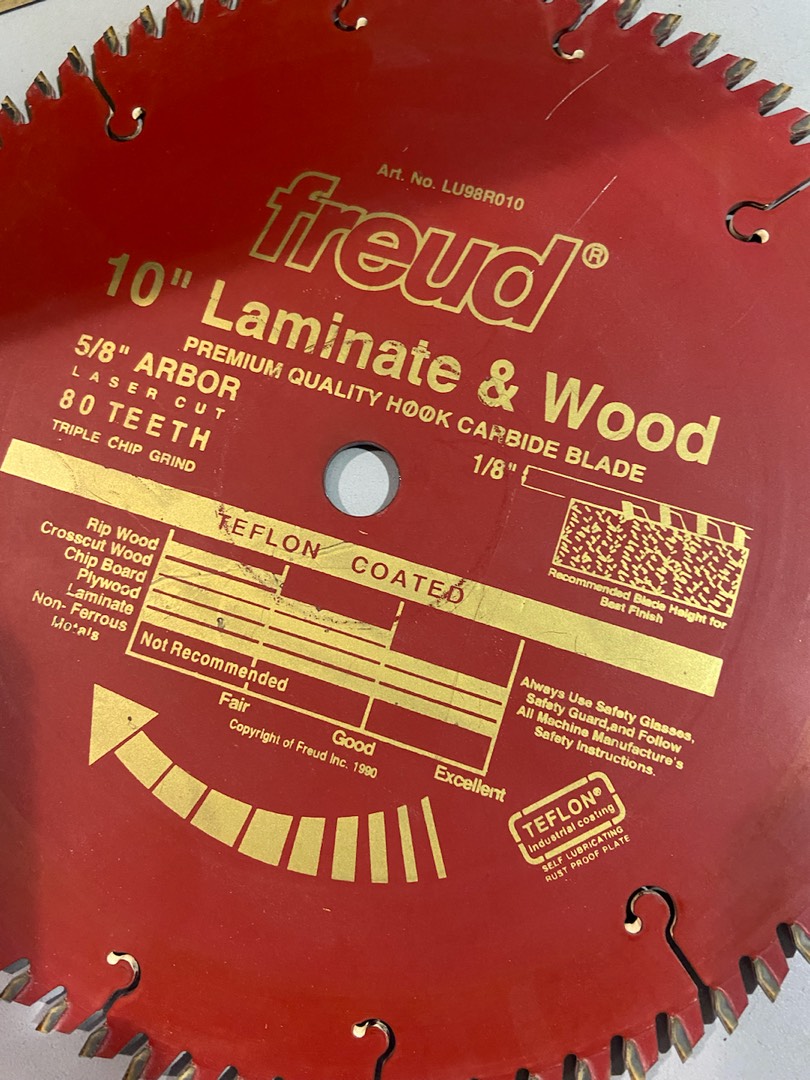 Art. No. LU98R010
freud®
10" Laminate & Wood
PREMIUM QUALITY HOOK CARBIDE BLADE
5/8" ARBOR
LASER CUT
80 TEETH
TRIPLE CHIP GRIND
1/8"
Recommended Blade Height for
Best Finish
TEFLON COATED
Rip Wood
Crosscut Wood
Chip Board
Plywood
Laminate
Non-Ferrous
Metals
Not Recommended
Fair
Good
Excellent
Copyright of Freud Inc. 1990
Always Use Safety Glasses,
Safety Guard,and Follow
All Machine Manufacture's
Safety Instructions.
TEFLON®
Industrial coating
SELF LUBRICATING
RUST PROOF PLATE